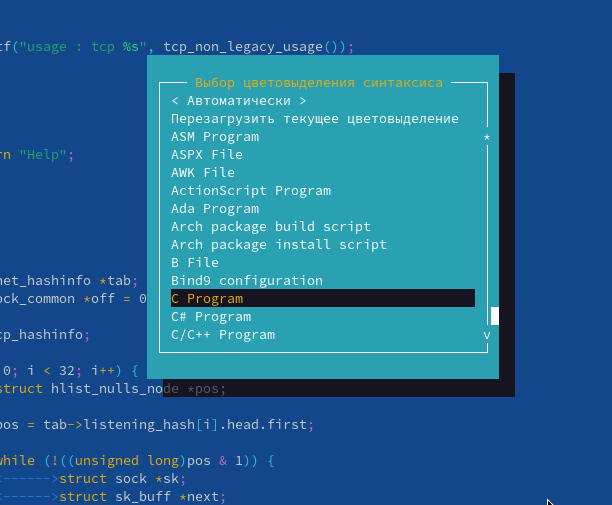 tf("usage : tcp %s", tcp_non_legacy_usage());
Выбор цветовыделения синтаксиса
< Автоматически >
Перезагрузить текущее цветовыделение
ASM Program
*
ASPX File
rn "Help";
AWK File
ActionScript Program
Ada Program
Arch package build script
Arch package install script
B File
net_hashinfo *tab;
Bind9 configuration
ock_common *off = 0
C Program
C# Program
cp_hashinfo;
C/C++ Program
v
0; i < 32; i++) {
struct hlist_nulls_node *pos;
pos = tab->listening_hash[i].head.first;
while (!((unsigned long)pos & 1)) {
<------>struct sock *sk;
<------>struct sk_buff *next;